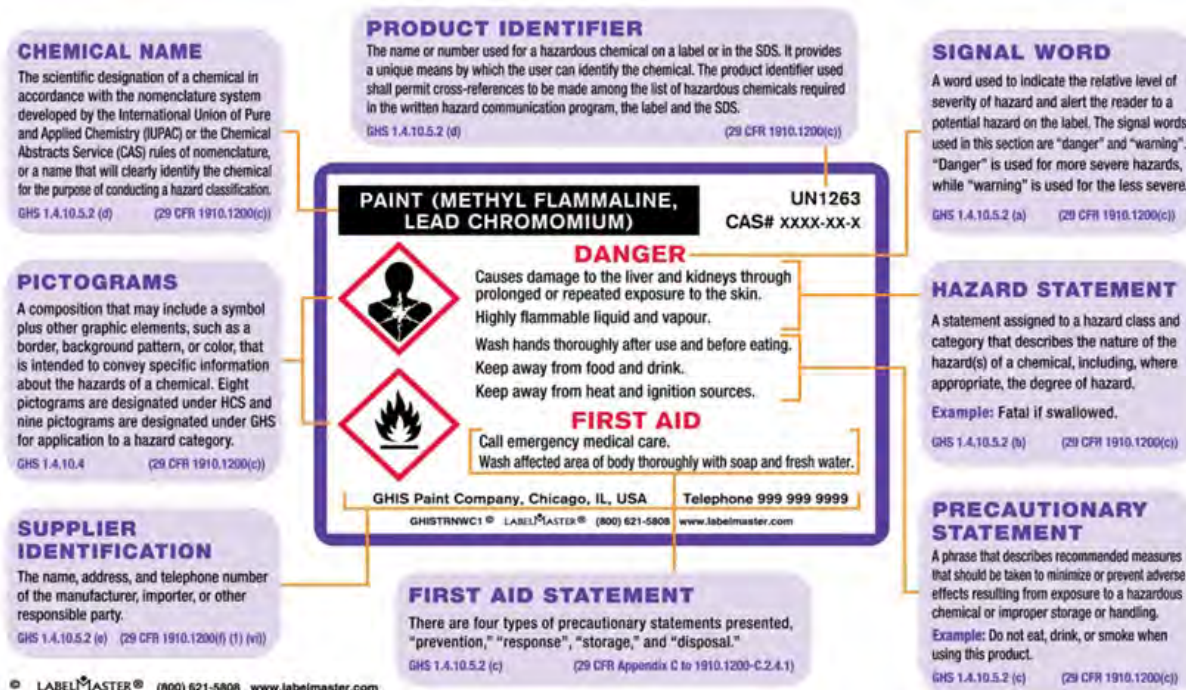 CHEMICAL NAME
The scientific designation of a chemical in
accordance with the nomenclature system
developed by the International Union of Pure
and Applied Chemistry (IUPAC) or the Chemical
Abstracts Service (CAS) rules of nomenclature,
or a name that will clearly identify the chemical
for the purpose of conducting a hazard classification.
GHS 1.4.10.5.2 (d) (29 CFR 1910.1200(c))
PRODUCT IDENTIFIER
The name or number used for a hazardous chemical on a label or in the SDS. It provides
a unique means by which the user can identify the chemical. The product identifier used
shall permit cross-references to be made among the list of hazardous chemicals required
in the written hazard communication program, the label and the SDS.
GHS 1.4.10.5.2 (d) (29 CFR 1910.1200(c))
SIGNAL WORD
A word used to indicate the relative level of
severity of hazard and alert the reader to a
potential hazard on the label. The signal words
used in this section are "danger" and "warning".
"Danger" is used for more severe hazards,
while "warning" is used for the less severe.
GHS 1.4.10.5.2 (a) (29 CFR 1910.1200(c))
PICTOGRAMS
A composition that may include a symbol
plus other graphic elements, such as a
border, background pattern, or color, that
is intended to convey specific information
about the hazards of a chemical. Eight
pictograms are designated under HCS and
nine pictograms are designated under GHS
for application to a hazard category.
GHS 1.4.10.4 (29 CFR 1910.1200(c))
PAINT (METHYL FLAMMALINE,
LEAD CHROMOMIUM)
UN1263
CAS# XXXX-XX-X
DANGER
Causes damage to the liver and kidneys through
prolonged or repeated exposure to the skin.
Highly flammable liquid and vapour.
Wash hands thoroughly after use and before eating.
Keep away from food and drink.
Keep away from heat and ignition sources.
FIRST AID
Call emergency medical care.
Wash affected area of body thoroughly with soap and fresh water.
GHIS Paint Company, Chicago, IL, USA Telephone 999 999 9999
GHISTRNWC1 © LABELMASTER ® (800) 621-5808 www.labelmaster.com
HAZARD STATEMENT
A statement assigned to a hazard class and
category that describes the nature of the
hazard(s) of a chemical, including, where
appropriate, the degree of hazard.
Example: Fatal if swallowed.
GHS 1.4.10.5.2 (b) (29 CFR 1910.1200(c))
SUPPLIER
IDENTIFICATION
The name, address, and telephone number
of the manufacturer, importer, or other
responsible party.
GHS 1.4.10.5.2 (e) (29 CFR 1910.1200(f) (1) (vi))
FIRST AID STATEMENT
There are four types of precautionary statements presented,
"prevention," "response", "storage," and "disposal."
GHS 1.4.10.5.2 (c) (29 CFR Appendix C to 1910.1200-C.2.4.1)
PRECAUTIONARY
STATEMENT
A phrase that describes recommended measures
that should be taken to minimize or prevent adverse
effects resulting from exposure to a hazardous
chemical or improper storage or handling.
Example: Do not eat, drink, or smoke when
using this product.
GHS 1.4.10.5.2 (c) (29 CFR 1910.1200(c))
© LABELMASTER ® (800) 621-5808 www.labelmaster.com